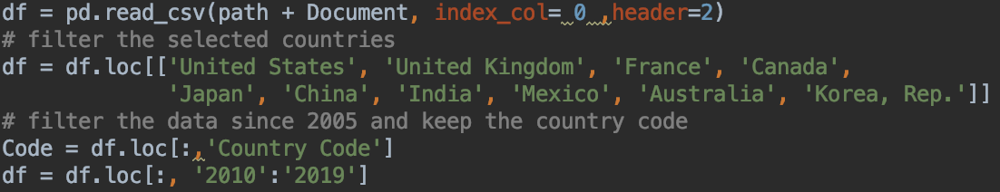 df = pd.read_csv(path + Document, index_col= 0 ,header=2)
# filter the selected countries
df = df.loc[['United States', 'United Kingdom', 'France', 'Canada',
             'Japan', 'China', 'India', 'Mexico', 'Australia', 'Korea, Rep.']]
# filter the data since 2005 and keep the country code
Code = df.loc[:,'Country Code']
df = df.loc[:, '2010':'2019']